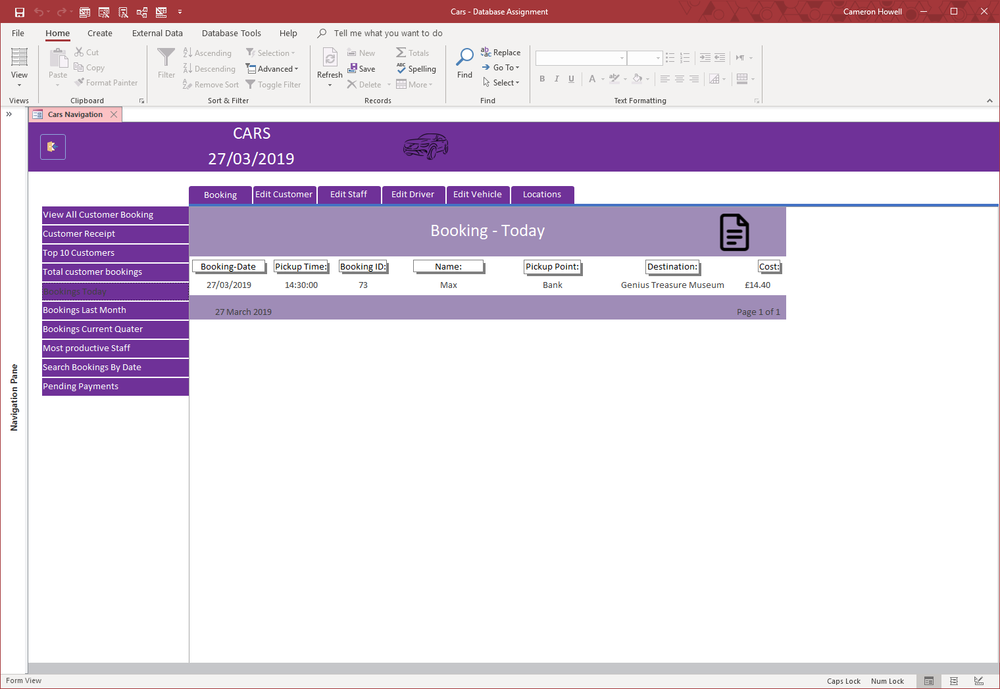 Cars - Database Assignment
Cameron Howell
File Home Create External Data Database Tools Help Tell me what you want to do
View
Views
Paste
Cut
Copy
Format Painter
Clipboard
Filter
Ascending
Descending
Remove Sort
Selection
Advanced
Toggle Filter
Sort & Filter
Refresh
New
Save
Delete
Totals
Spelling
More
Records
Find
Replace
Go To
Select
Find
B I U A
Text Formatting
Cars Navigation
Navigation Pane
CARS
27/03/2019
Booking Edit Customer Edit Staff Edit Driver Edit Vehicle Locations
View All Customer Booking
Customer Receipt
Top 10 Customers
Total customer bookings
Bookings Today
Bookings Last Month
Bookings Current Quater
Most productive Staff
Search Bookings By Date
Pending Payments
Booking - Today
Booking-Date Pickup Time: Booking ID: Name: Pickup Point: Destination: Cost:
27/03/2019 14:30:00 73 Max Bank Genius Treasure Museum £14.40
27 March 2019 Page 1 of 1
Form View Caps Lock Num Lock